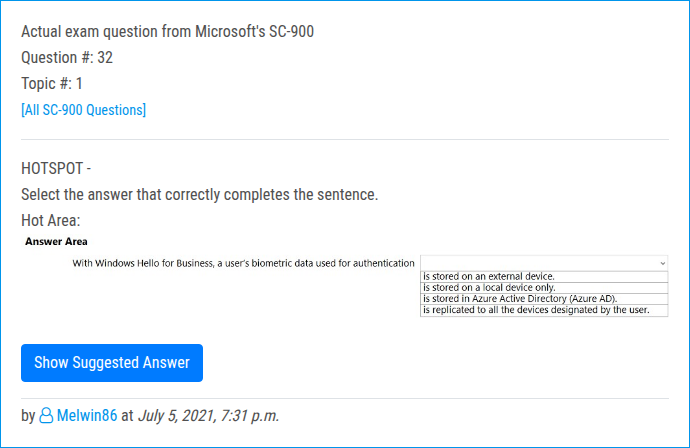 Actual exam question from Microsoft's SC-900
Question #: 32
Topic #: 1
[All SC-900 Questions]
HOTSPOT -
Select the answer that correctly completes the sentence.
Hot Area:
Answer Area
With Windows Hello for Business, a user's biometric data used for authentication
is stored on an external device.
is stored on a local device only.
is stored in Azure Active Directory (Azure AD).
is replicated to all the devices designated by the user.
Show Suggested Answer
by Melwin86 at July 5, 2021, 7:31 p.m.